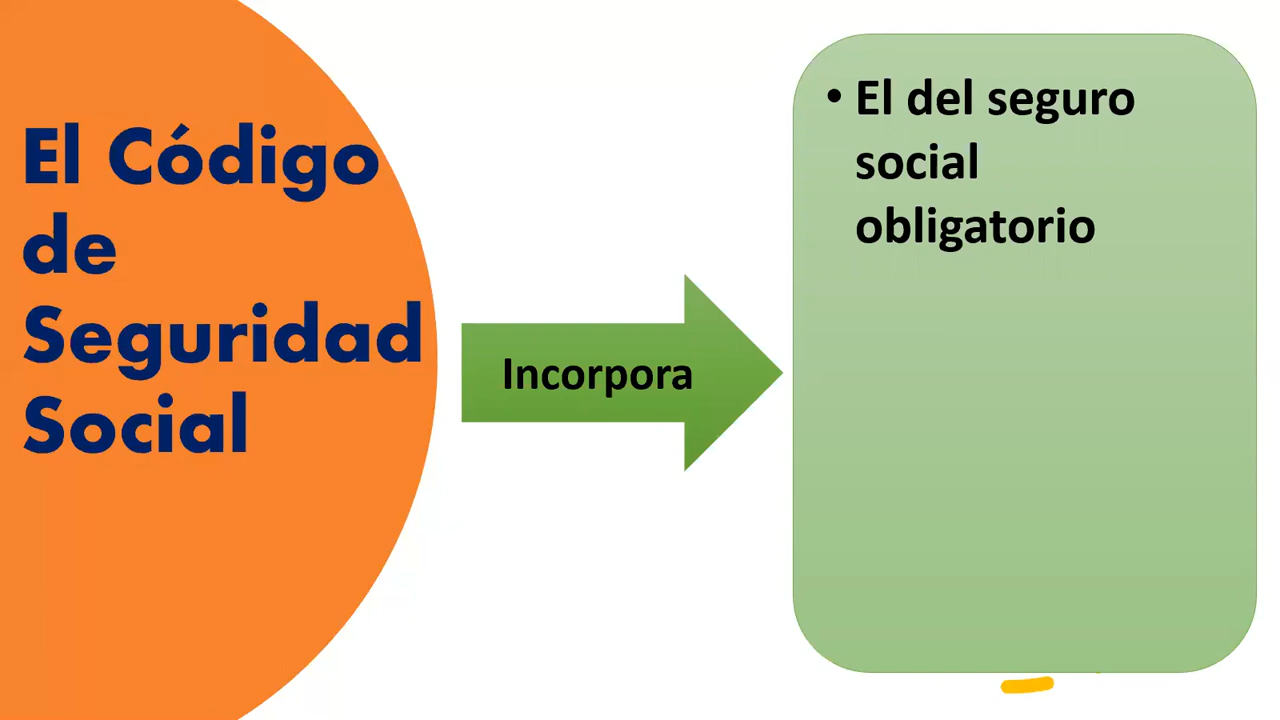 El Código
de
Seguridad
Social
Incorpora
• El del seguro
social
obligatorio